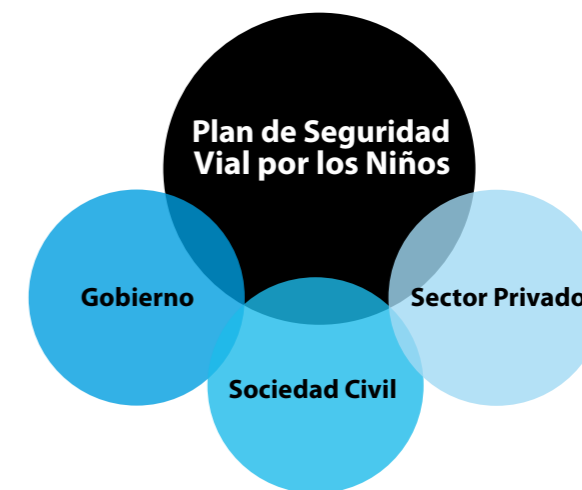 Plan de Seguridad
Vial por los Niños
Gobierno
Sector Privado
Sociedad Civil